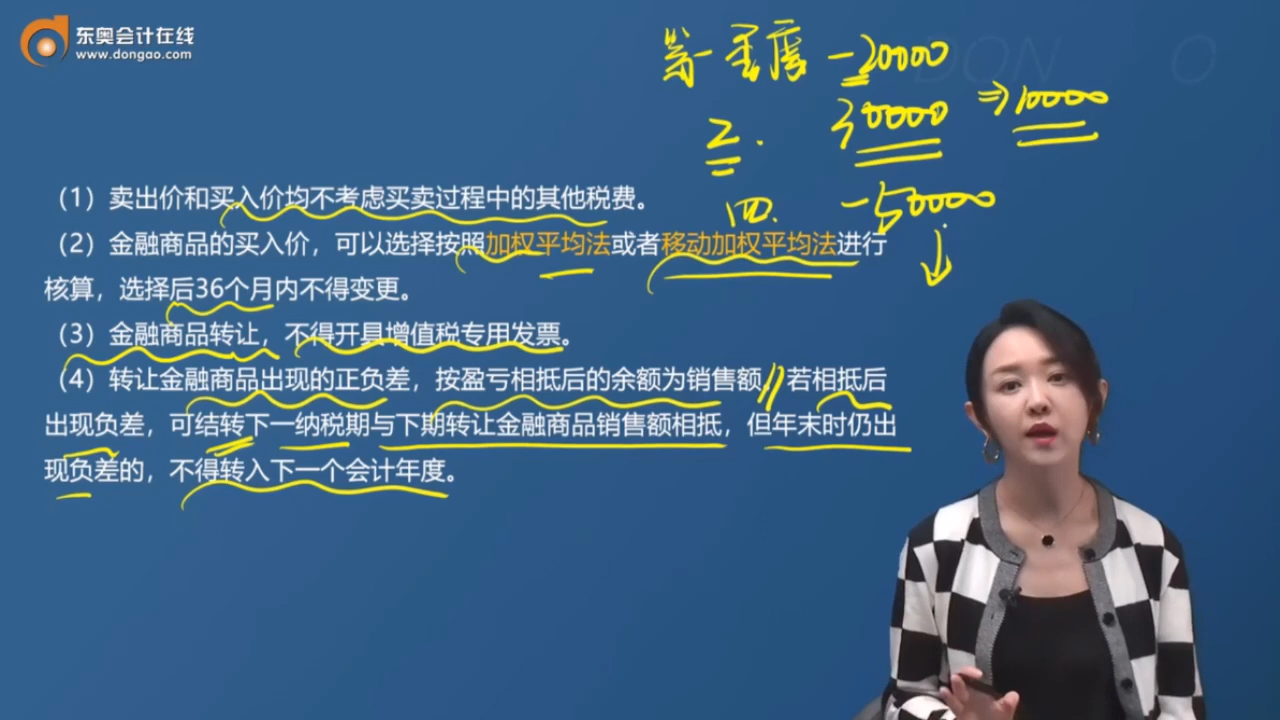 东奥会计在线
www.dongao.com
第一季度 -20000
二. 30000 ⇒10000
四. -50000
（1）卖出价和买入价均不考虑买卖过程中的其他税费。
（2）金融商品的买入价，可以选择按照加权平均法或者移动加权平均法进行
核算，选择后36个月内不得变更。
（3）金融商品转让，不得开具增值税专用发票。
（4）转让金融商品出现的正负差，按盈亏相抵后的余额为销售额。若相抵后
出现负差，可结转下一纳税期与下期转让金融商品销售额相抵，但年末时仍出
现负差的，不得转入下一个会计年度。